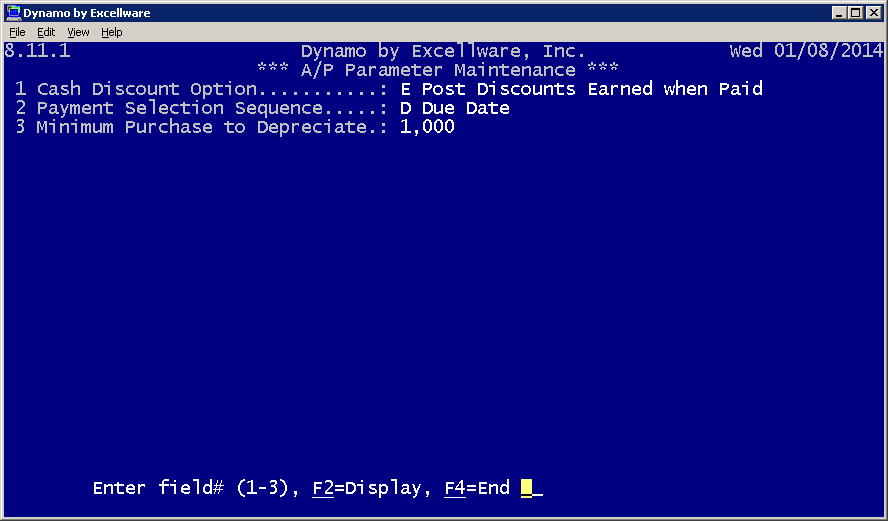 Dynamo by Excellware
File Edit View Help
8.11.1 Dynamo by Excellware, Inc. Wed 01/08/2014
*** A/P Parameter Maintenance ***
1 Cash Discount Option...........: E Post Discounts Earned when Paid
2 Payment Selection Sequence.....: D Due Date
3 Minimum Purchase to Depreciate.: 1,000
Enter field# (1-3), F2=Display, F4=End _